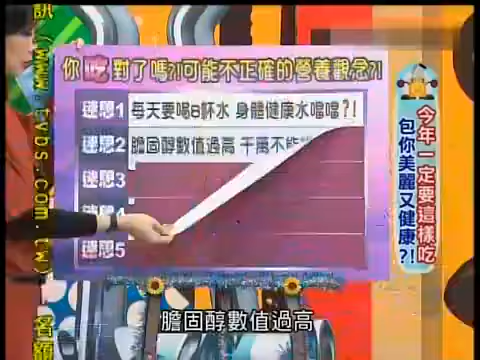 你吃對了嗎?!可能不正確的營養觀念?!
迷思1 每天要喝8杯水 身體健康水噹噹?!
迷思2 膽固醇數值過高 千萬不能
迷思3
迷思4
迷思5
今年一定要這樣吃
包你美麗又健康?!
訊(www.tvbs.com.tw)名額
膽固醇數值過高